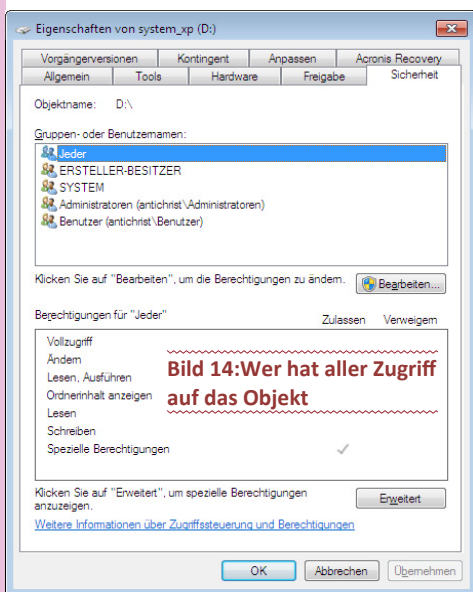 Eigenschaften von system_xp (D:)
Vorgängerversionen Kontingent Anpassen Acronis Recovery
Allgemein Tools Hardware Freigabe Sicherheit
Objektname: D:\
Gruppen- oder Benutzernamen:
Jeder
ERSTELLER-BESITZER
SYSTEM
Administratoren (antichrist\Administratoren)
Benutzer (antichrist\Benutzer)
Klicken Sie auf "Bearbeiten", um die Berechtigungen zu ändern.
Bearbeiten...
Berechtigungen für "Jeder" Zulassen Verweigern
Vollzugriff
Ändern
Lesen, Ausführen
Ordnerinhalt anzeigen
Lesen
Schreiben
Spezielle Berechtigungen
Bild 14:Wer hat aller Zugriff
auf das Objekt
Klicken Sie auf "Erweitert", um spezielle Berechtigungen
anzuzeigen.
Erweitert
Weitere Informationen über Zugriffssteuerung und Berechtigungen
OK Abbrechen Übernehmen